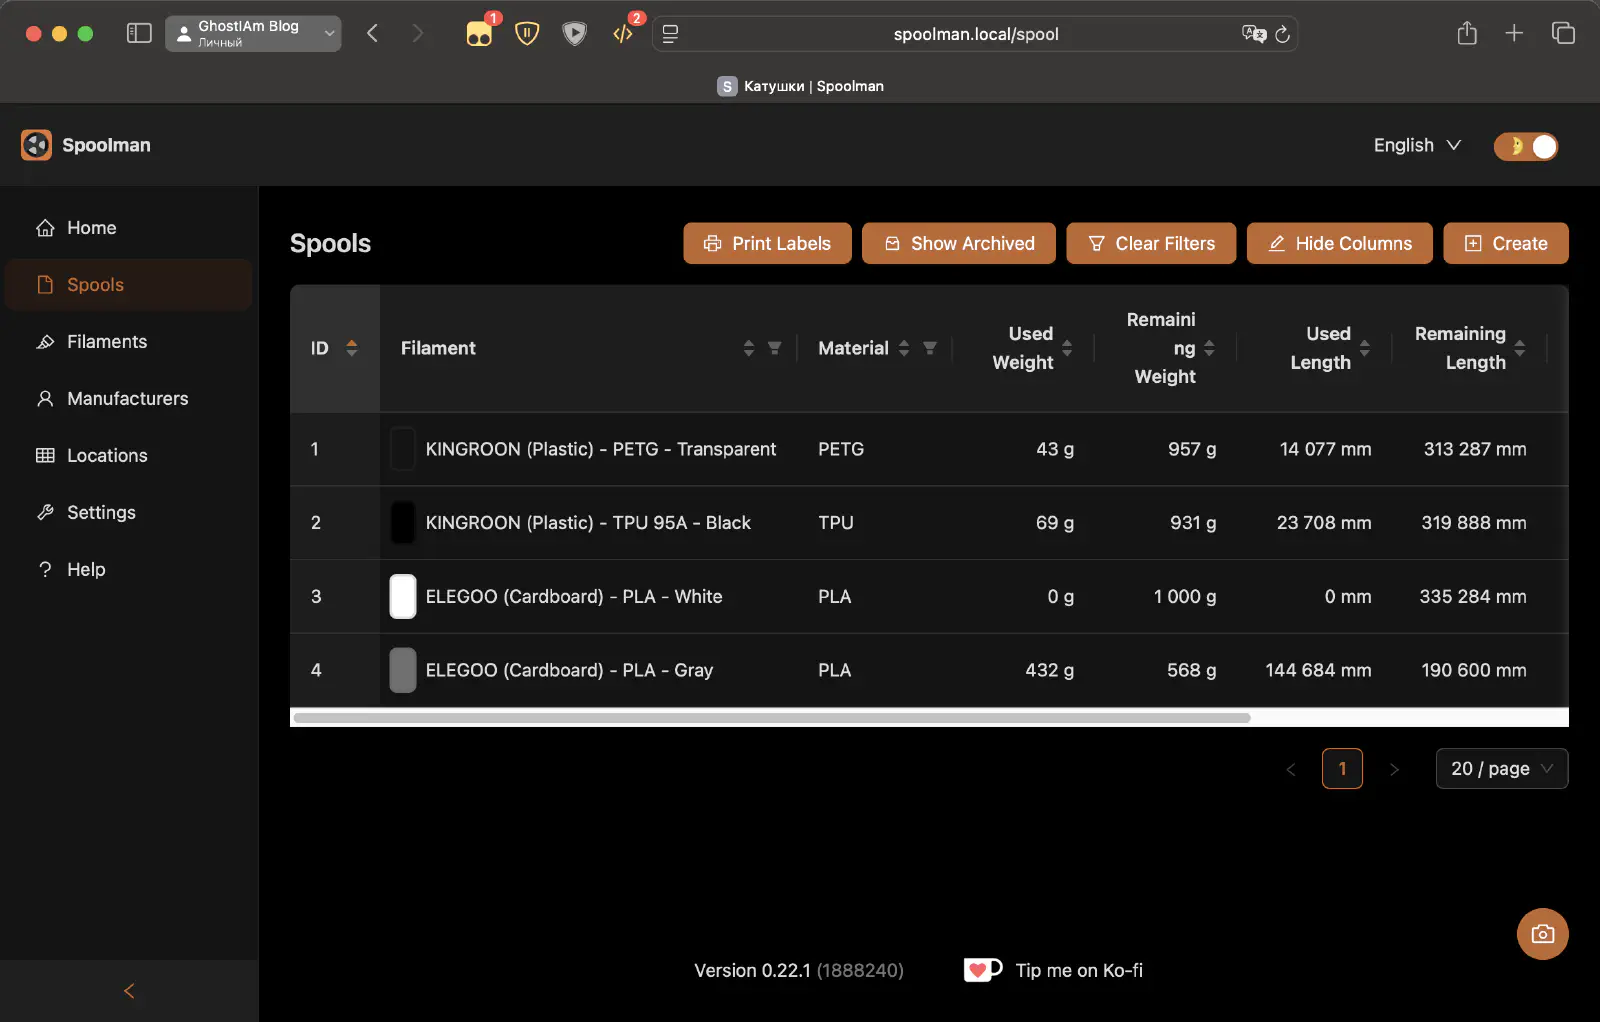 GhostIAm Blog
Личный
1
2
spoolman.local/spool
S Катушки | Spoolman
Spoolman
English
Home
Spools
Filaments
Manufacturers
Locations
Settings
? Help
Spools
Print Labels
Show Archived
Clear Filters
Hide Columns
Create
ID Filament Material Used Weight Remaini ng Weight Used Length Remaining Length
1 KINGROON (Plastic) - PETG - Transparent PETG 43 g 957 g 14 077 mm 313 287 mm
2 KINGROON (Plastic) - TPU 95A - Black TPU 69 g 931 g 23 708 mm 319 888 mm
3 ELEGOO (Cardboard) - PLA - White PLA 0 g 1 000 g 0 mm 335 284 mm
4 ELEGOO (Cardboard) - PLA - Gray PLA 432 g 568 g 144 684 mm 190 600 mm
< 1 > 20 / page
Version 0.22.1 (1888240)
Tip me on Ko-fi